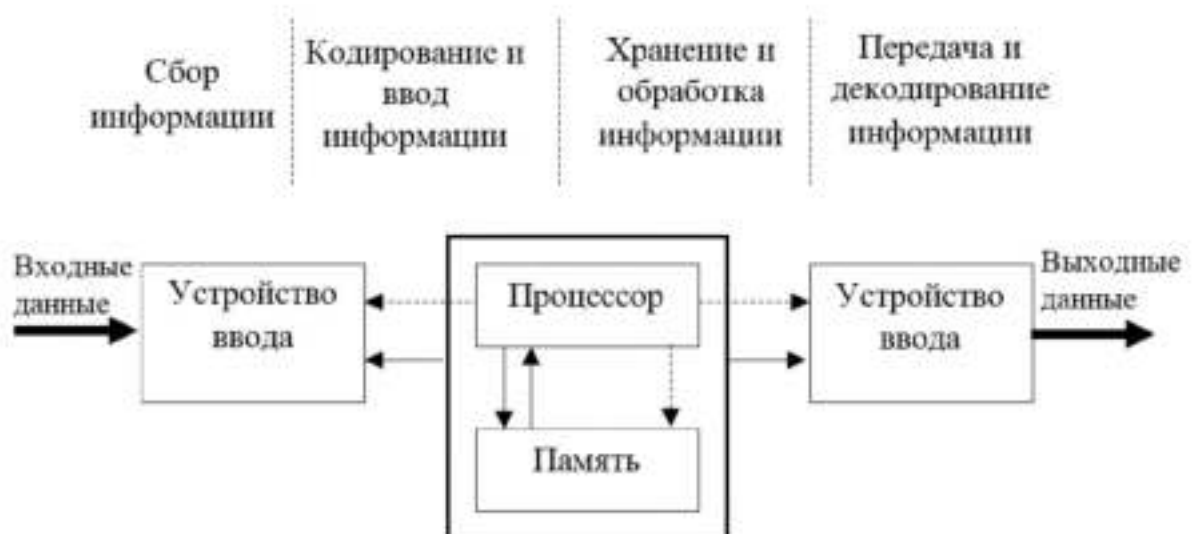 Сбор
информации
Кодирование и
ввод
информации
Хранение и
обработка
информации
Передача и
декодирование
информации
Входные
данные
Устройство
ввода
Процессор
Память
Устройство
ввода
Выходные
данные